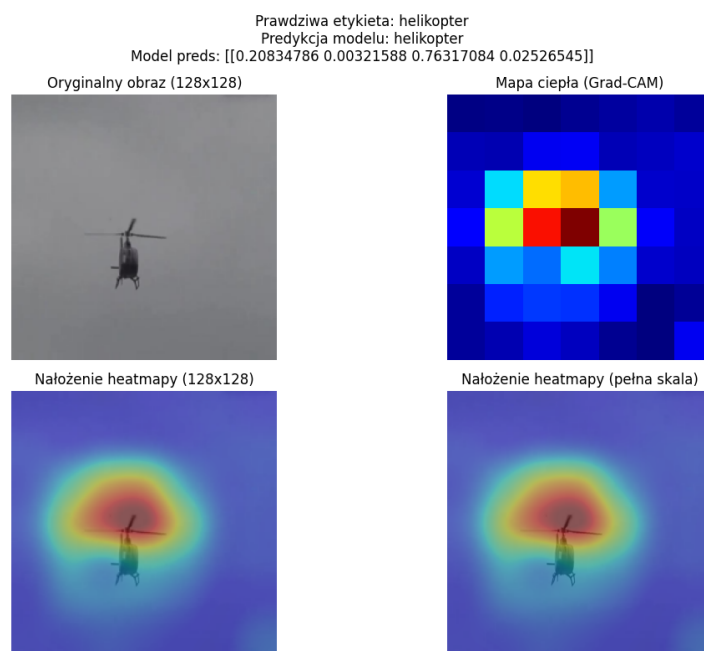 Prawdziwa etykieta: helikopter
Predykcja modelu: helikopter
Model preds: [[0.20834786 0.00321588 0.76317084 0.02526545]]
Oryginalny obraz (128x128)
Mapa ciepła (Grad-CAM)
Nałożenie heatmapy (128x128)
Nałożenie heatmapy (pełna skala)